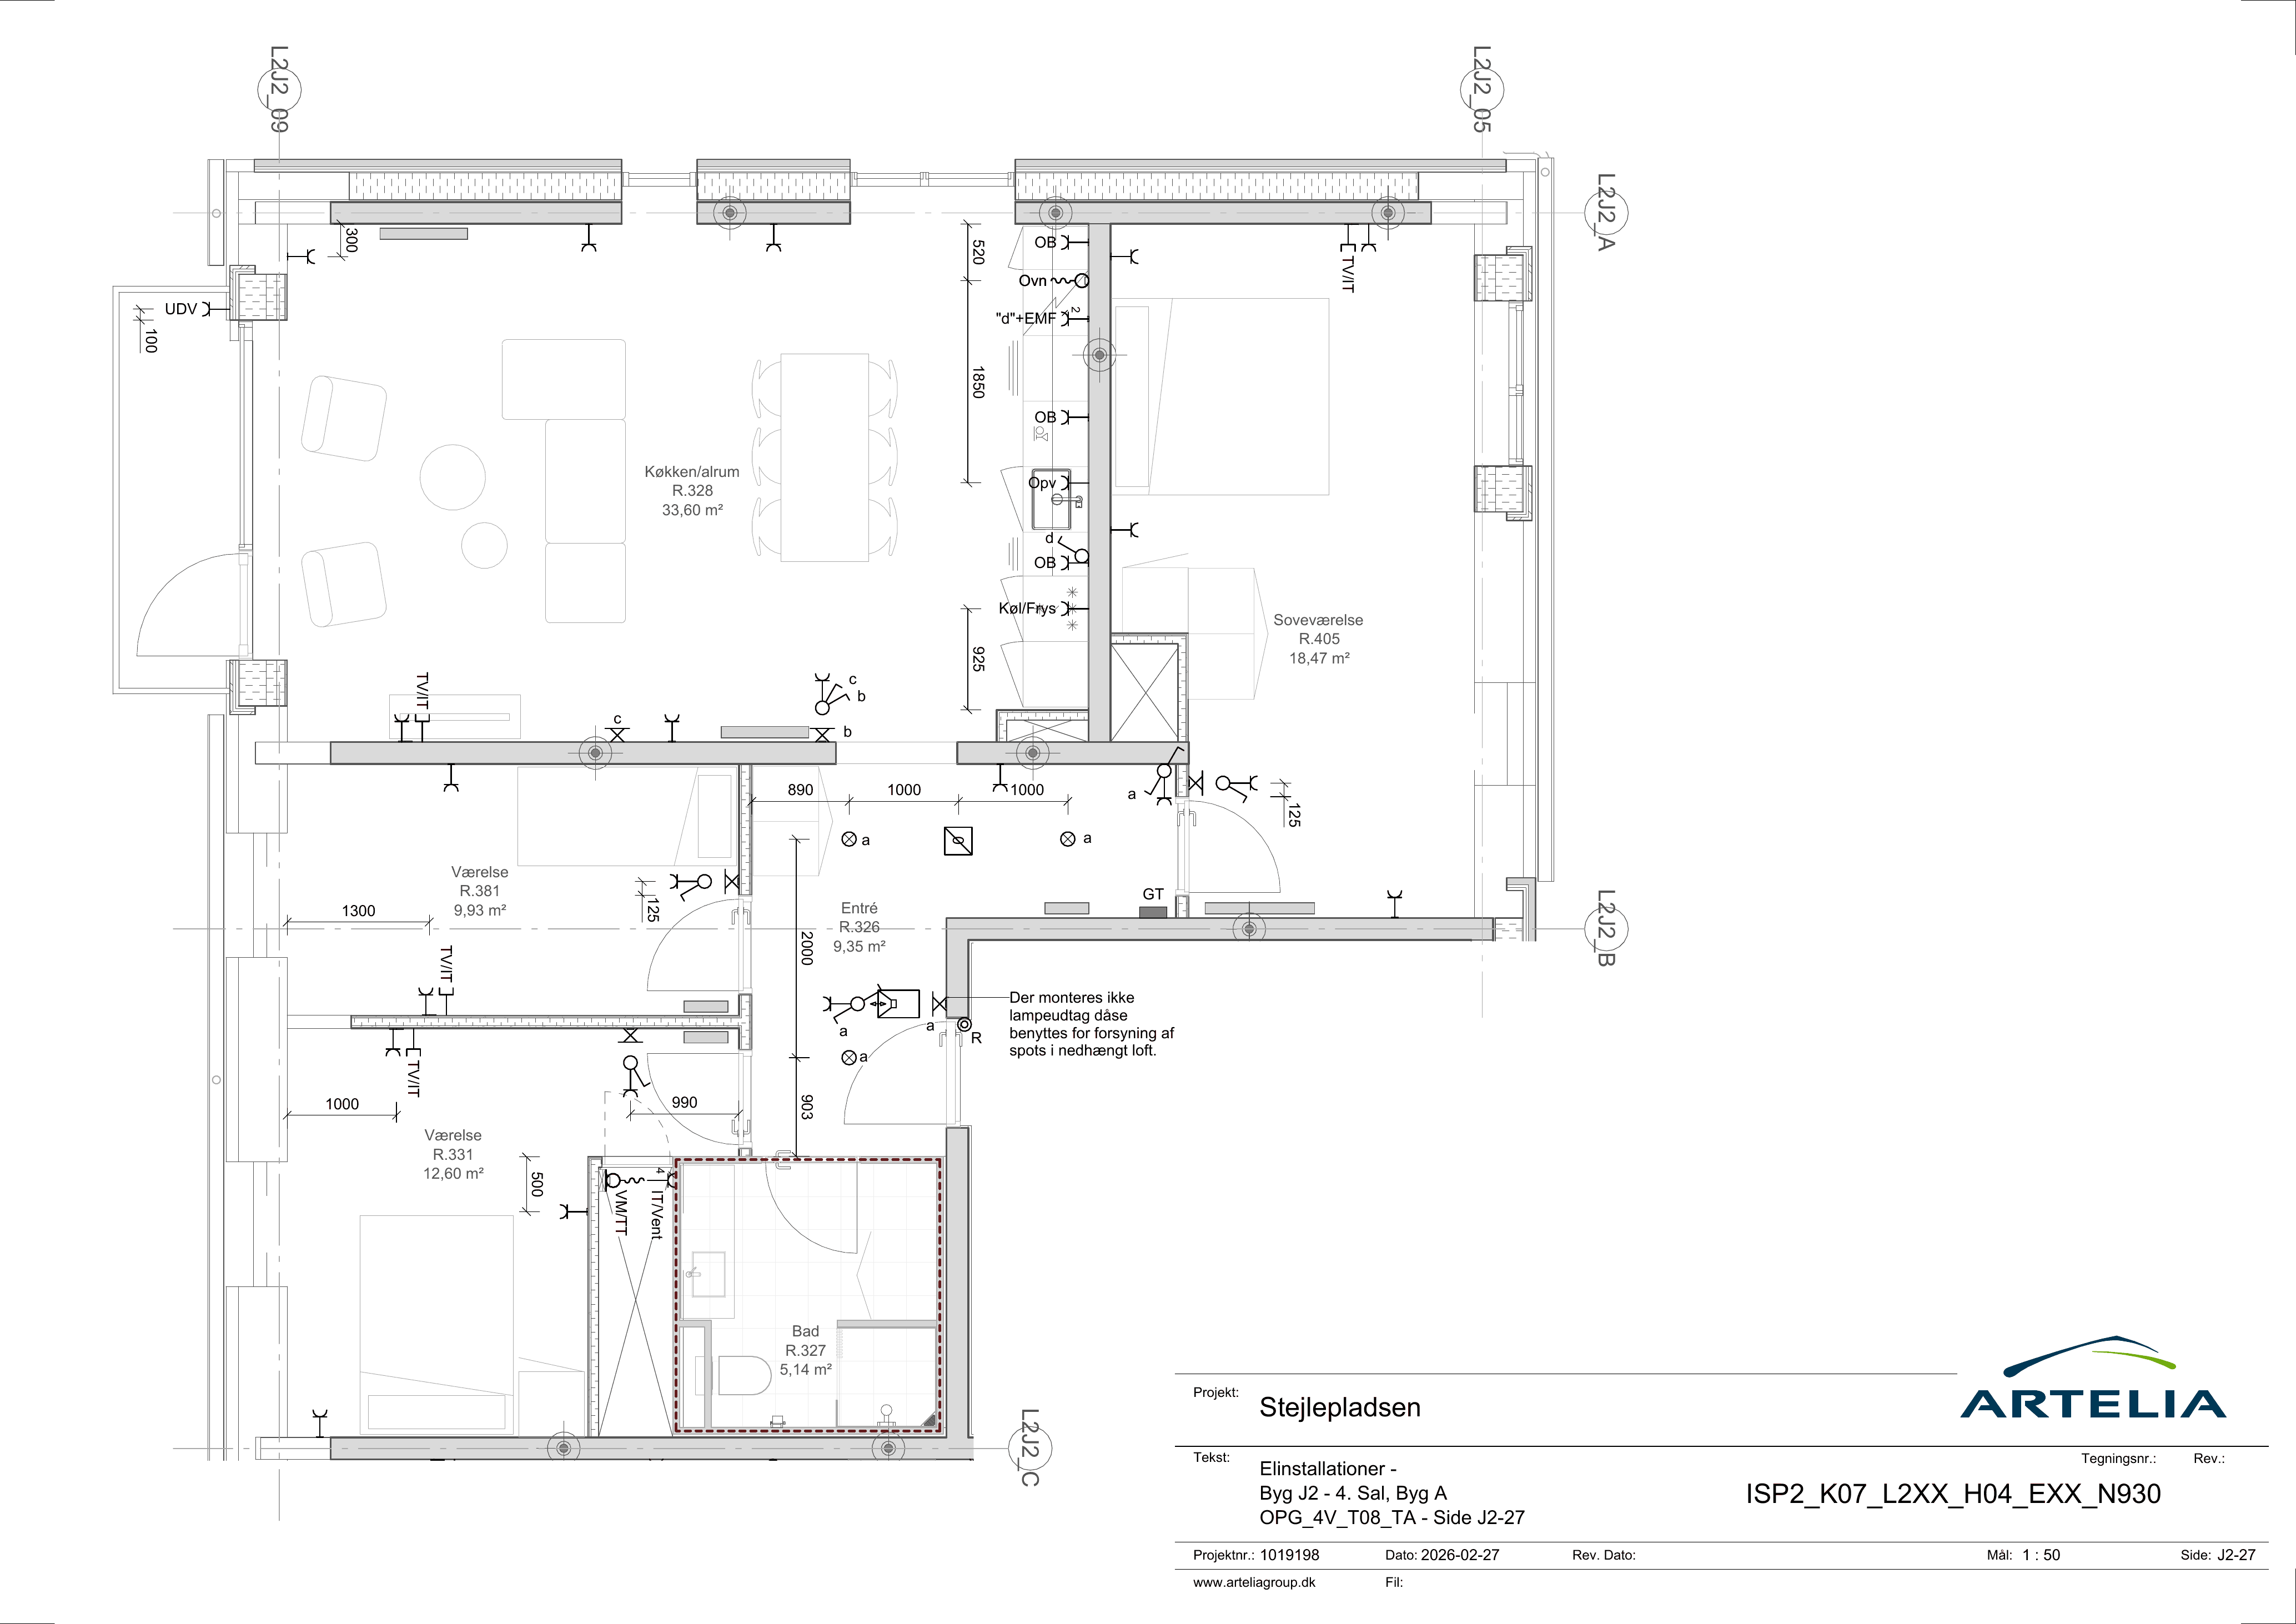 L2J2_09
L2J2_05
L2J2_A
300
520
OB
TV/IT
Ovn
UDV
"d"+EMF
2
100
1850
OB
Køkken/alrum
R.328
33,60 m²
Opv
d
OB
Køl/Frys
Soveværelse
R.405
18,47 m²
925
TV/IT
c
b
c
b
890
1000
1000
a
125
a
a
Værelse
R.381
9,93 m²
125
GT
1300
Entré
R.326
9,35 m²
2000
L2J2_B
TV/IT
Der monteres ikke
lampeudtag dåse
benyttes for forsyning af
spots i nedhængt loft.
a
a
R
a
TV/IT
1000
990
903
Værelse
R.331
12,60 m²
500
4
VM/TT
IT/Vent
Bad
R.327
5,14 m²
L2J2_C
ARTELIA
Projekt:
Stejlepladsen
Tekst:
Elinstallationer -
Byg J2 - 4. Sal, Byg A
OPG_4V_T08_TA - Side J2-27
Tegningsnr.:
Rev.:
ISP2_K07_L2XX_H04_EXX_N930
Projektnr.: 1019198
Dato: 2026-02-27
Rev. Dato:
Mål: 1 : 50
Side: J2-27
www.arteliagroup.dk
Fil: